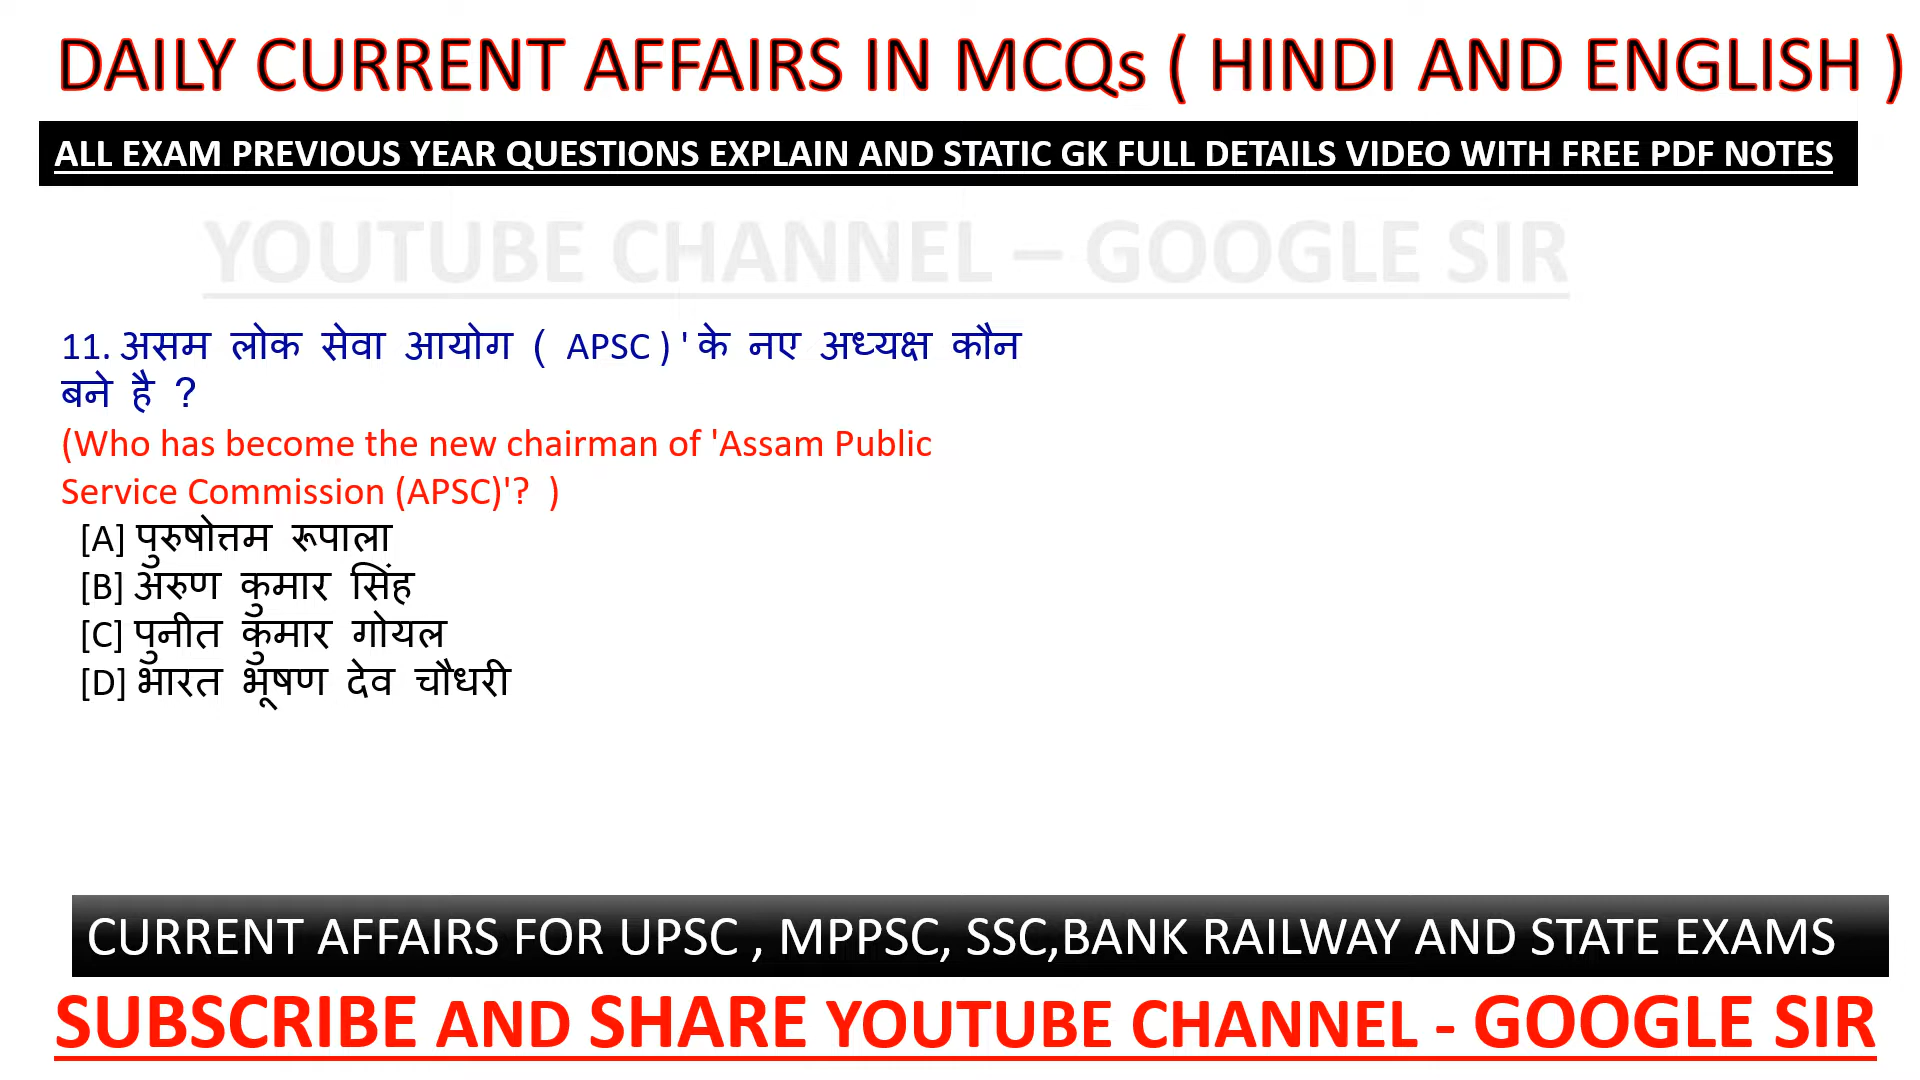 DAILY CURRENT AFFAIRS IN MCQs ( HINDI AND ENGLISH )
ALL EXAM PREVIOUS YEAR QUESTIONS EXPLAIN AND STATIC GK FULL DETAILS VIDEO WITH FREE PDF NOTES
YOUTUBE CHANNEL – GOOGLE SIR
11. असम लोक सेवा आयोग ( APSC ) ' के नए अध्यक्ष कौन
बने है ?
(Who has become the new chairman of 'Assam Public
Service Commission (APSC)'? )
[A] पुरुषोत्तम रूपाला
[B] अरुण कुमार सिंह
[C] पुनीत कुमार गोयल
[D] भारत भूषण देव चौधरी
CURRENT AFFAIRS FOR UPSC , MPPSC, SSC,BANK RAILWAY AND STATE EXAMS
SUBSCRIBE AND SHARE YOUTUBE CHANNEL - GOOGLE SIR